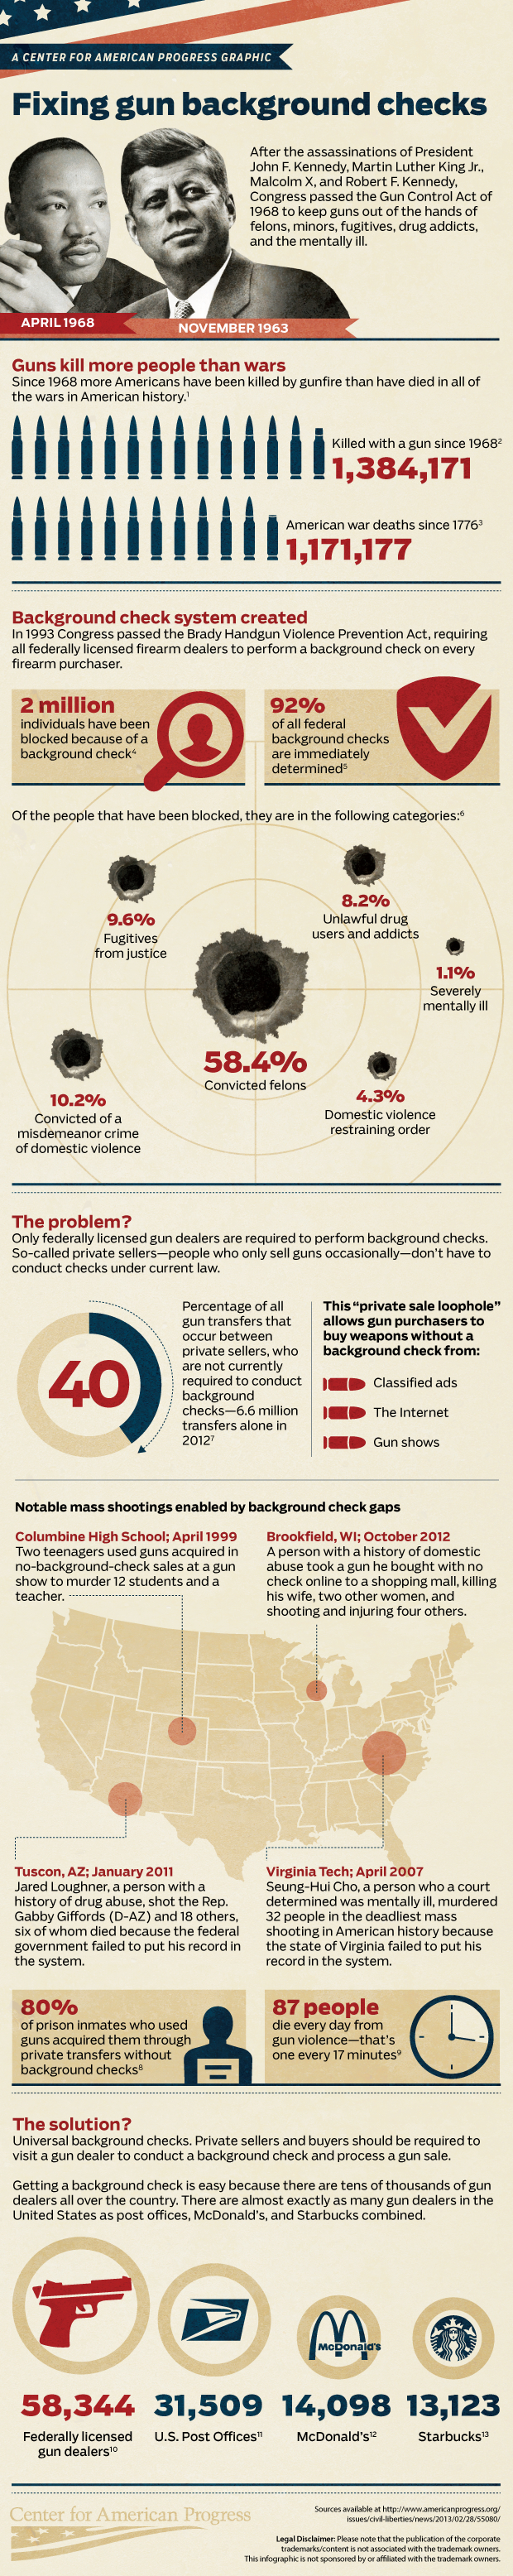 A CENTER FOR AMERICAN PROGRESS GRAPHIC
Fixing gun background checks
After the assassinations of President
John F. Kennedy, Martin Luther King Jr.,
Malcolm X, and Robert F. Kennedy,
Congress passed the Gun Control Act of
1968 to keep guns out of the hands of
felons, minors, fugitives, drug addicts,
and the mentally ill.
APRIL 1968
NOVEMBER 1963
Guns kill more people than wars
Since 1968 more Americans have been killed by gunfire than have died in all of
the wars in American history.¹
Killed with a gun since 1968²
1,384,171
American war deaths since 1776³
1,171,177
Background check system created
In 1993 Congress passed the Brady Handgun Violence Prevention Act, requiring
all federally licensed firearm dealers to perform a background check on every
firearm purchaser.
2 million
individuals have been
blocked because of a
background check⁴
92%
of all federal
background checks
are immediately
determined⁵
Of the people that have been blocked, they are in the following categories:⁶
9.6%
Fugitives
from justice
8.2%
Unlawful drug
users and addicts
1.1%
Severely
mentally ill
58.4%
Convicted felons
10.2%
Convicted of a
misdemeanor crime
of domestic violence
4.3%
Domestic violence
restraining order
The problem?
Only federally licensed gun dealers are required to perform background checks.
So-called private sellers—people who only sell guns occasionally—don't have to
conduct checks under current law.
40
Percentage of all
gun transfers that
occur between
private sellers, who
are not currently
required to conduct
background
checks—6.6 million
transfers alone in
2012⁷
This "private sale loophole"
allows gun purchasers to
buy weapons without a
background check from:
Classified ads
The Internet
Gun shows
Notable mass shootings enabled by background check gaps
Columbine High School; April 1999
Two teenagers used guns acquired in
no-background-check sales at a gun
show to murder 12 students and a
teacher.
Brookfield, WI; October 2012
A person with a history of domestic
abuse took a gun he bought with no
check online to a shopping mall, killing
his wife, two other women, and
shooting and injuring four others.
Tuscon, AZ; January 2011
Jared Loughner, a person with a
history of drug abuse, shot the Rep.
Gabby Giffords (D-AZ) and 18 others,
six of whom died because the federal
government failed to put his record in
the system.
Virginia Tech; April 2007
Seung-Hui Cho, a person who a court
determined was mentally ill, murdered
32 people in the deadliest mass
shooting in American history because
the state of Virginia failed to put his
record in the system.
80%
of prison inmates who used
guns acquired them through
private transfers without
background checks⁸
87 people
die every day from
gun violence—that's
one every 17 minutes⁹
The solution?
Universal background checks. Private sellers and buyers should be required to
visit a gun dealer to conduct a background check and process a gun sale.
Getting a background check is easy because there are tens of thousands of gun
dealers all over the country. There are almost exactly as many gun dealers in the
United States as post offices, McDonald's, and Starbucks combined.
McDonald's
58,344
Federally licensed
gun dealers¹⁰
31,509
U.S. Post Offices¹¹
14,098
McDonald's¹²
13,123
Starbucks¹³
Center for American Progress
Sources available at http://www.americanprogress.org/
issues/civil-liberties/news/2013/02/28/55080/
Legal Disclaimer: Please note that the publication of the corporate
trademarks/content is not associated with the trademark owners.
This infographic is not sponsored by or affiliated with the trademark owners.